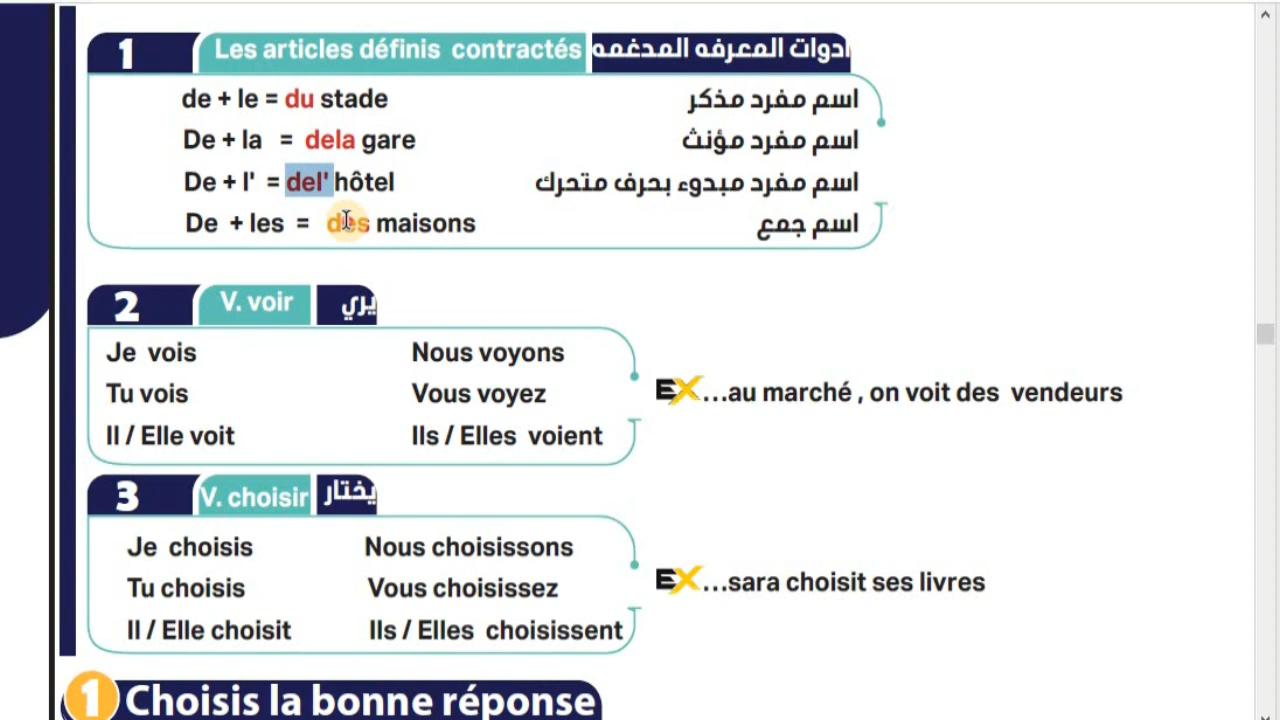 1 Les articles définis contractés ادوات المعرفه المدغمه
de + le = du stade اسم مفرد مذكر
De + la = dela gare اسم مفرد مؤنث
De + l' = del' hôtel اسم مفرد مبدوء بحرف متحرك
De + les = des maisons اسم جمع
2 V. voir يري
Je vois Nous voyons
Tu vois Vous voyez
Il / Elle voit Ils / Elles voient
EX...au marché , on voit des vendeurs
3 V. choisir يختار
Je choisis Nous choisissons
Tu choisis Vous choisissez
Il / Elle choisit Ils / Elles choisissent
EX...sara choisit ses livres
1 Choisis la bonne réponse